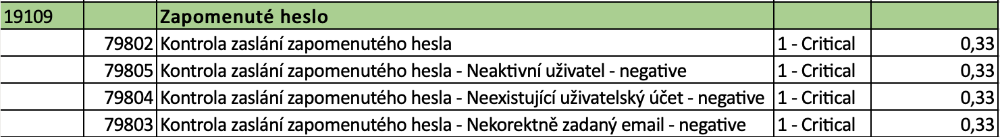 19109 Zapomenuté heslo
79802 Kontrola zaslání zapomenutého hesla 1 - Critical 0,33
79805 Kontrola zaslání zapomenutého hesla - Neaktivní uživatel - negative 1 - Critical 0,33
79804 Kontrola zaslání zapomenutého hesla - Neexistující uživatelský účet - negative 1 - Critical 0,33
79803 Kontrola zaslání zapomenutého hesla - Nekorektně zadaný email - negative 1 - Critical 0,33